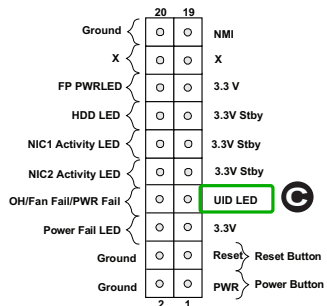 20 19
Ground NMI
X X
FP PWRLED 3.3 V
HDD LED 3.3V Stby
NIC1 Activity LED 3.3V Stby
NIC2 Activity LED 3.3V Stby
OH/Fan Fail/PWR Fail UID LED C
Power Fail LED 3.3V
Ground Reset Reset Button
Ground PWR Power Button
2 1